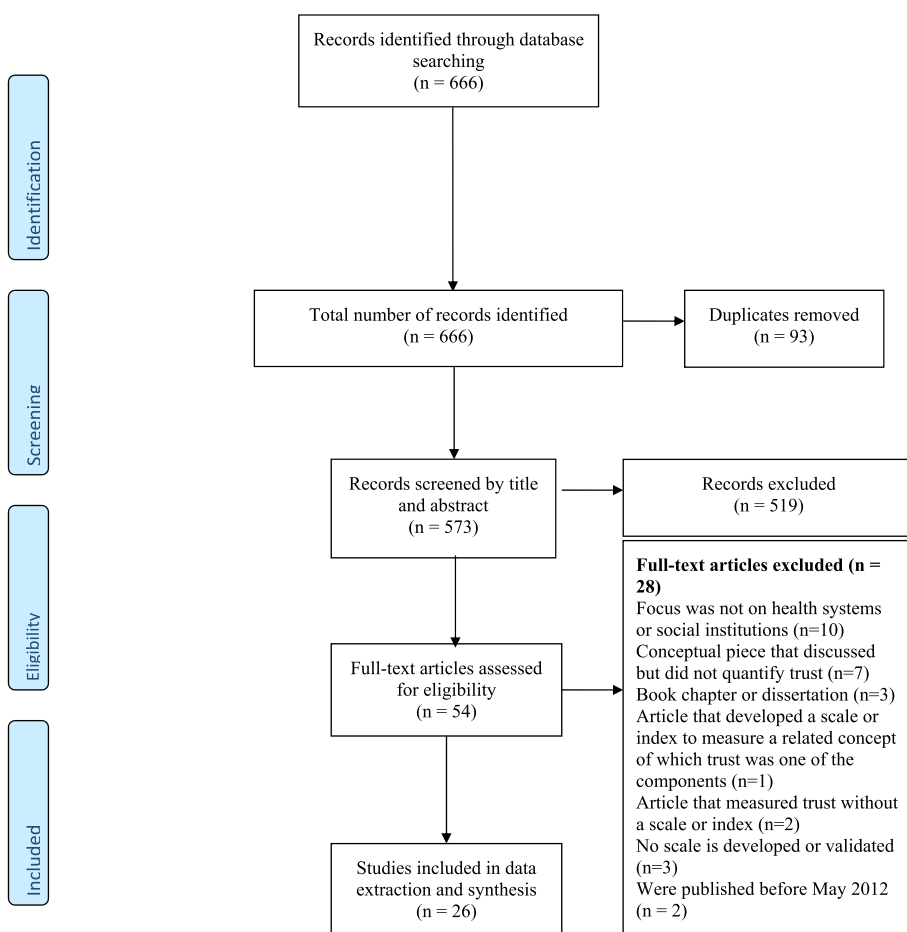 Records identified through database
searching
(n = 666)
Identification
Total number of records identified
(n = 666)
Duplicates removed
(n = 93)
Screening
Records screened by title
and abstract
(n = 573)
Records excluded
(n = 519)
Eligibility
Full-text articles assessed
for eligibility
(n = 54)
Full-text articles excluded (n =
28)
Focus was not on health systems
or social institutions (n=10)
Conceptual piece that discussed
but did not quantify trust (n=7)
Book chapter or dissertation (n=3)
Article that developed a scale or
index to measure a related concept
of which trust was one of the
components (n=1)
Article that measured trust without
a scale or index (n=2)
No scale is developed or validated
(n=3)
Were published before May 2012
(n = 2)
Included
Studies included in data
extraction and synthesis
(n = 26)